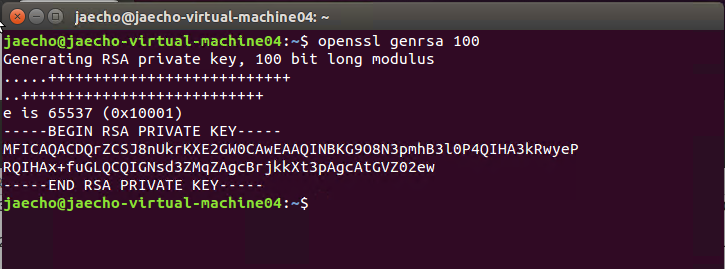 jaecho@jaecho-virtual-machine04: ~
jaecho@jaecho-virtual-machine04:~$ openssl genrsa 100
Generating RSA private key, 100 bit long modulus
.....+++++++++++++++++++++++++++
..+++++++++++++++++++++++++++
e is 65537 (0x10001)
-----BEGIN RSA PRIVATE KEY-----
MFICAQACDQrZCSJ8nUkrKXE2GW0CAwEAAQINBKG9O8N3pmhB3l0P4QIHA3kRwyeP
RQIHAx+fuGLQCQIGNsd3ZMqZAgcBrjkkXt3pAgcAtGVZ02ew
-----END RSA PRIVATE KEY-----
jaecho@jaecho-virtual-machine04:~$